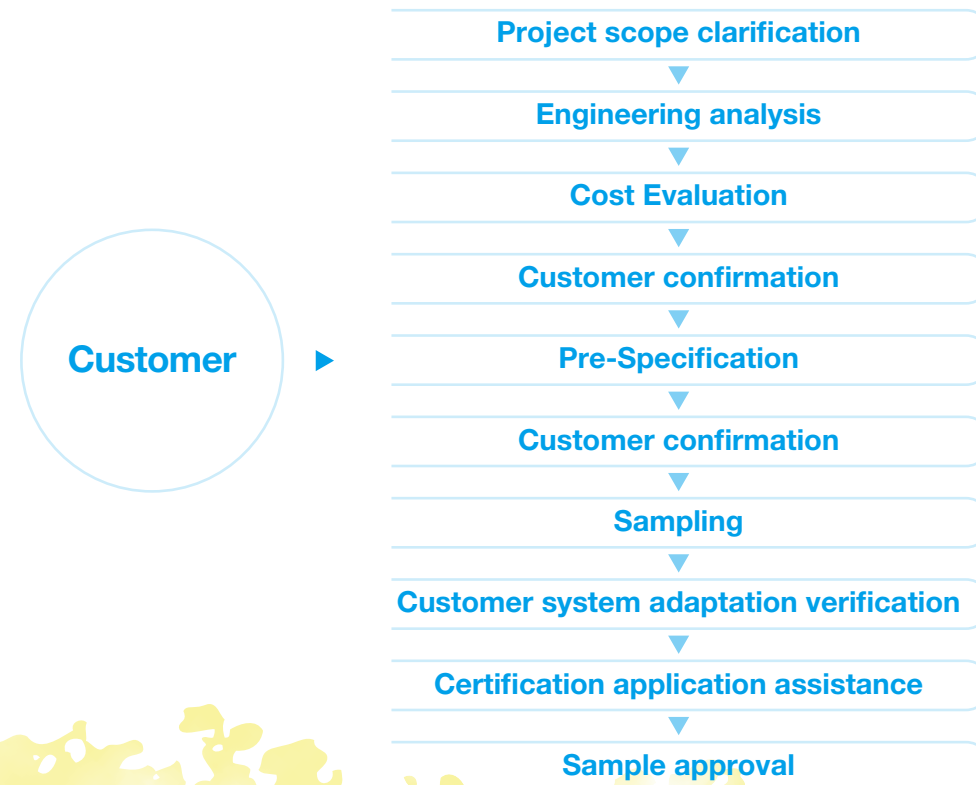 Customer
Project scope clarification
Engineering analysis
Cost Evaluation
Customer confirmation
Pre-Specification
Customer confirmation
Sampling
Customer system adaptation verification
Certification application assistance
Sample approval